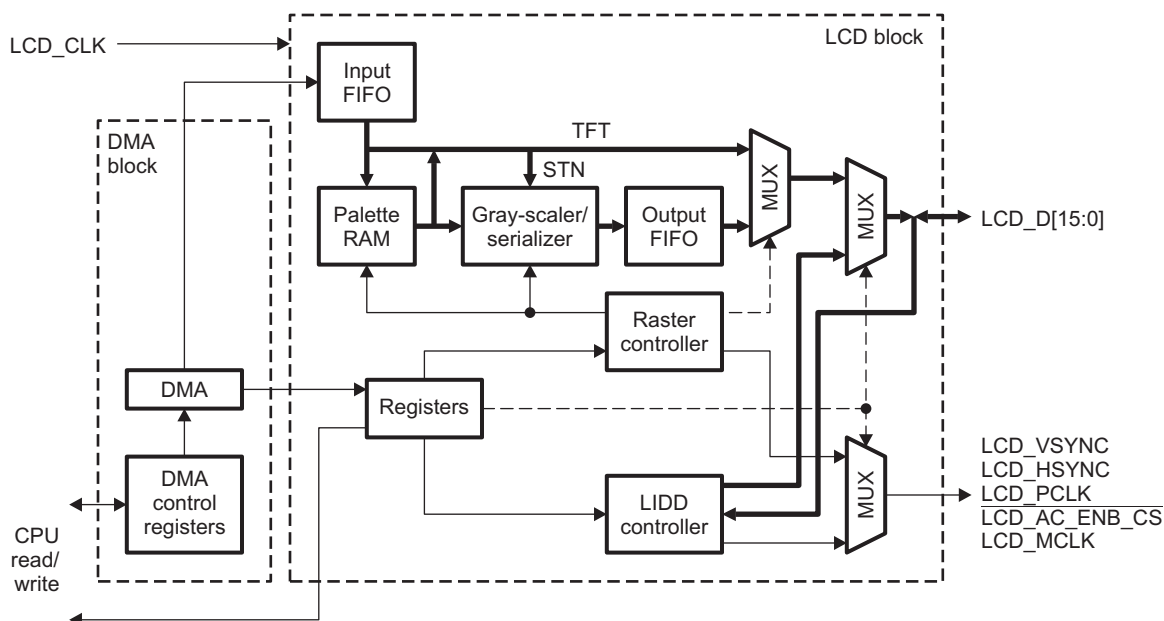 LCD_CLK
LCD block
Input
FIFO
DMA
block
TFT
STN
MUX
MUX
Palette
RAM
Gray-scaler/
serializer
Output
FIFO
LCD_D[15:0]
Raster
controller
DMA
Registers
DMA
control
registers
LIDD
controller
MUX
LCD_VSYNC
LCD_HSYNC
LCD_PCLK
LCD_AC_ENB_CS
LCD_MCLK
CPU
read/
write